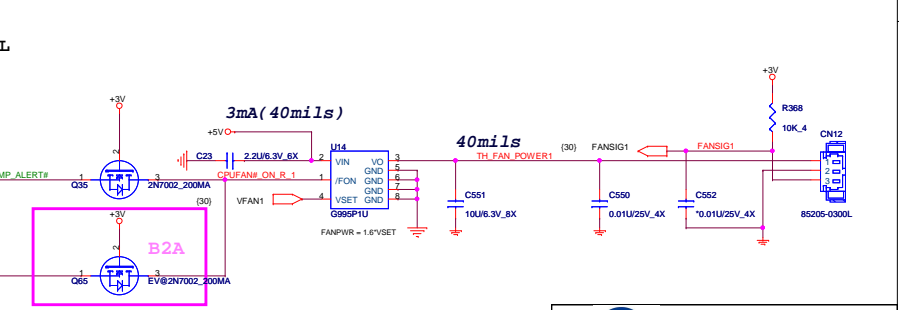 L
+3V
+3V
3mA(40mils)
R368
+5V
10K_4
U14
40mils
CN12
C23
2.2U/6.3V_6X
2
VIN
VO
3
TH_FAN_POWER1
{30}
FANSIG1
FANSIG1
GND
5
1
2
3
MP_ALERT#
1
2
3
CPUFAN#_ON_R_1
1
/FON
GND
6
Q35
2N7002_200MA
GND
7
C551
C550
C552
{30}
VFAN1
4
VSET
GND
8
10U/6.3V_8X
0.01U/25V_4X
*0.01U/25V_4X
85205-0300L
G995P1U
+3V
FANPWR = 1.6*VSET
B2A
2
1
3
Q65
EV@2N7002_200MA